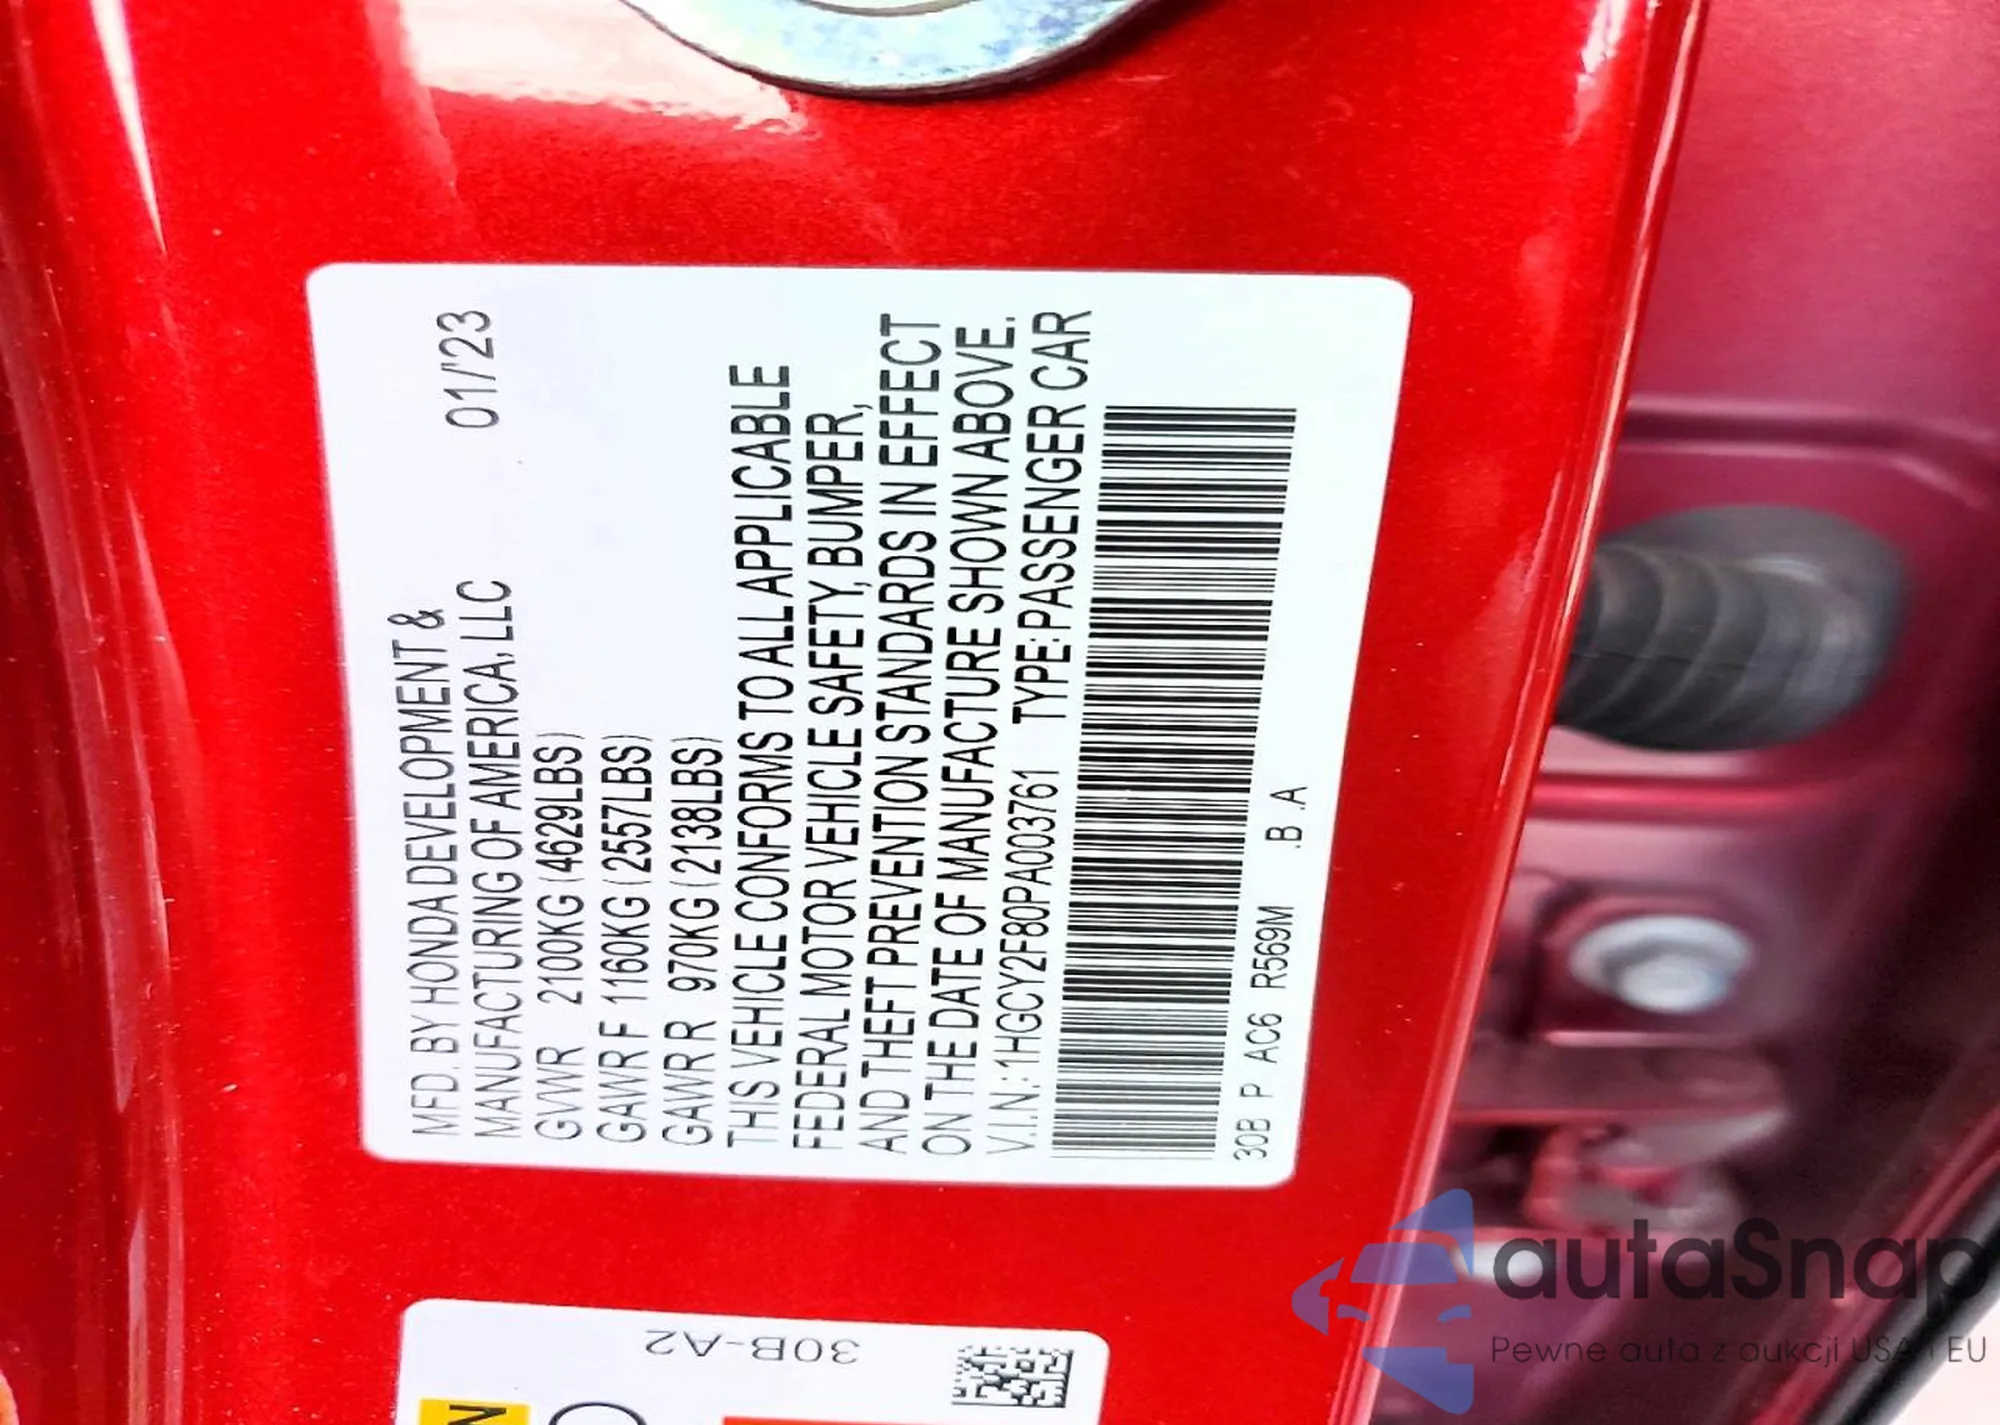 MFD. BY HONDA DEVELOPMENT &
MANUFACTURING OF AMERICA, LLC 01/'23
GVWR 2100KG (4629LBS)
GAWR F 1160KG (2557LBS)
GAWR R 970KG (2138LBS)
THIS VEHICLE CONFORMS TO ALL APPLICABLE
FEDERAL MOTOR VEHICLE SAFETY, BUMPER,
AND THEFT PREVENTION STANDARDS IN EFFECT
ON THE DATE OF MANUFACTURE SHOWN ABOVE.
V.I.N.: 1HGCY2F80PA003761 TYPE: PASSENGER CAR
30B P AC6 R569M .B .A
30B-A2
autaSnap
Pewne auta z aukcji USA i EU